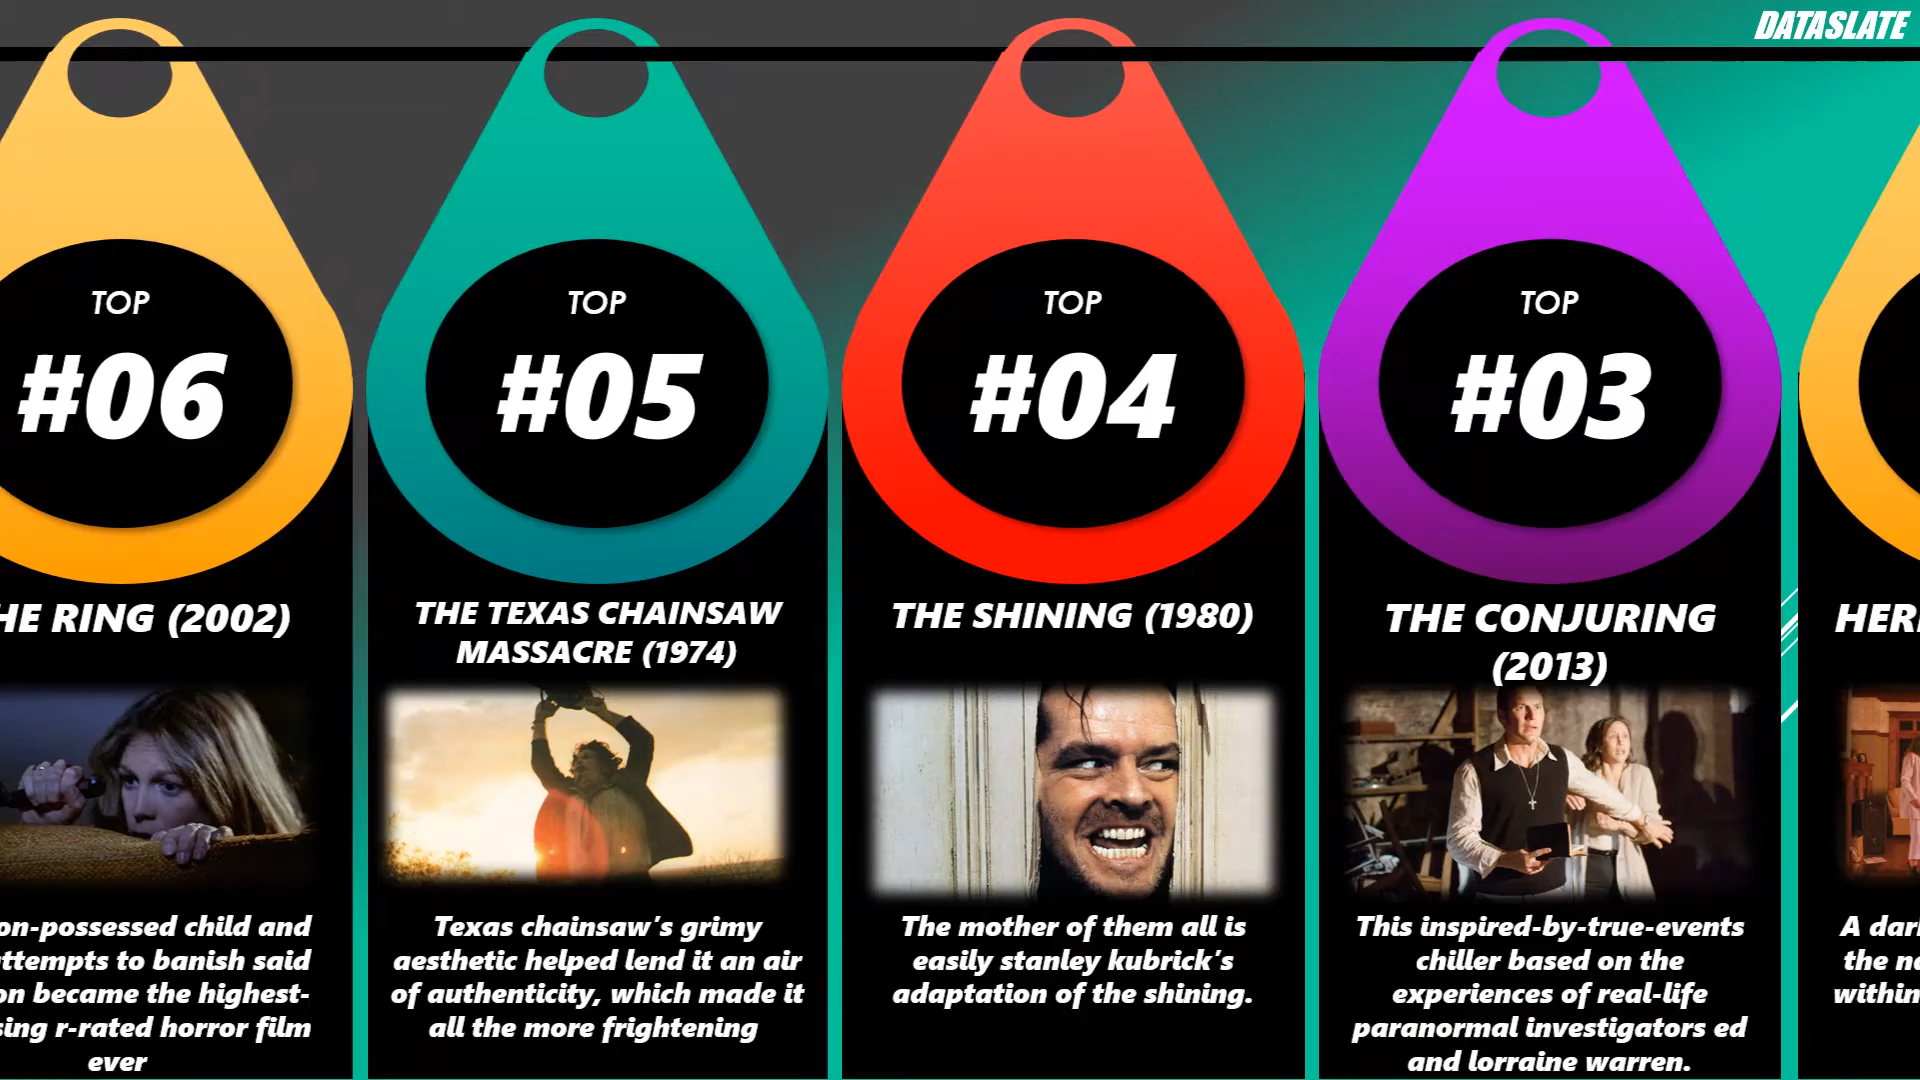 DATASLATE
TOP
#06
HE RING (2002)
on-possessed child and
ttempts to banish said
on became the highest-
sing r-rated horror film
ever
TOP
#05
THE TEXAS CHAINSAW
MASSACRE (1974)
Texas chainsaw's grimy
aesthetic helped lend it an air
of authenticity, which made it
all the more frightening
TOP
#04
THE SHINING (1980)
The mother of them all is
easily stanley kubrick's
adaptation of the shining.
TOP
#03
THE CONJURING
(2013)
This inspired-by-true-events
chiller based on the
experiences of real-life
paranormal investigators ed
and lorraine warren.
HER
A dar
the n
within